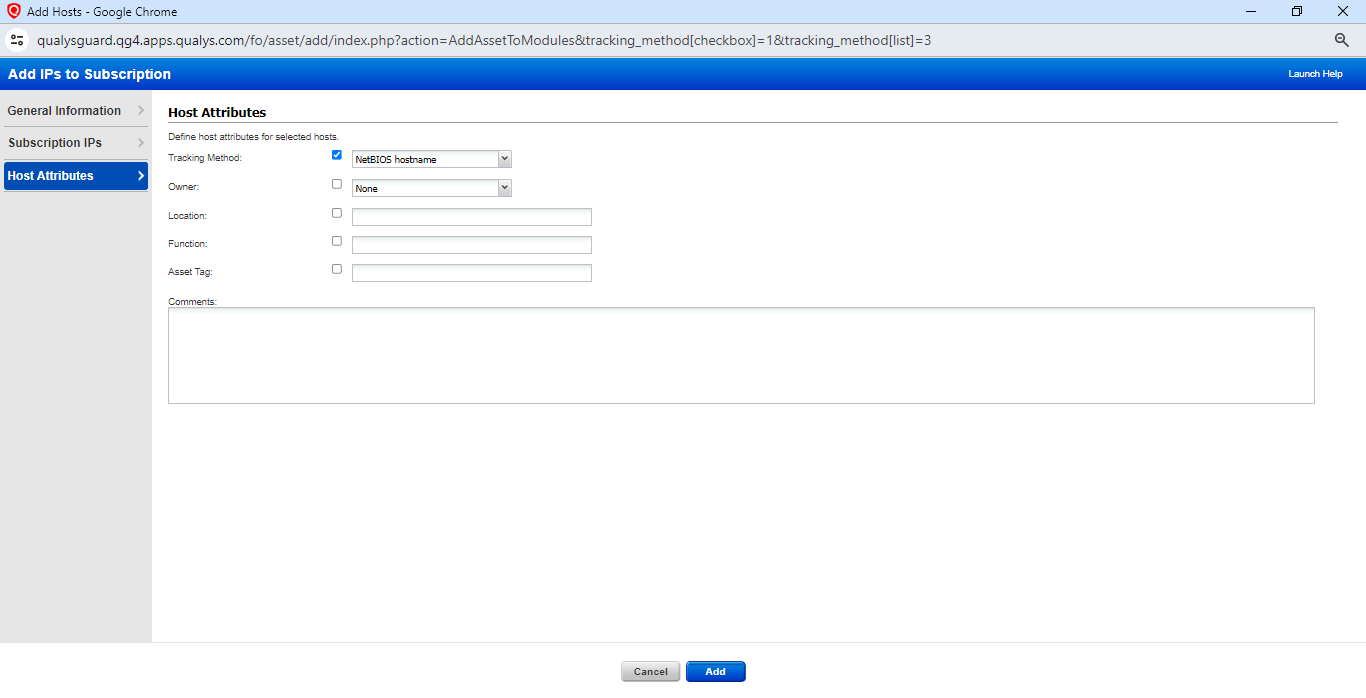 Add Hosts - Google Chrome
qualysguard.qg4.apps.qualys.com/fo/asset/add/index.php?action=AddAssetToModules&tracking_method[checkbox]=1&tracking_method[list]=3
Add IPs to Subscription
Launch Help
General Information
Subscription IPs
Host Attributes
Host Attributes
Define host attributes for selected hosts.
Tracking Method: NetBIOS hostname
Owner: None
Location:
Function:
Asset Tag:
Comments:
Cancel Add